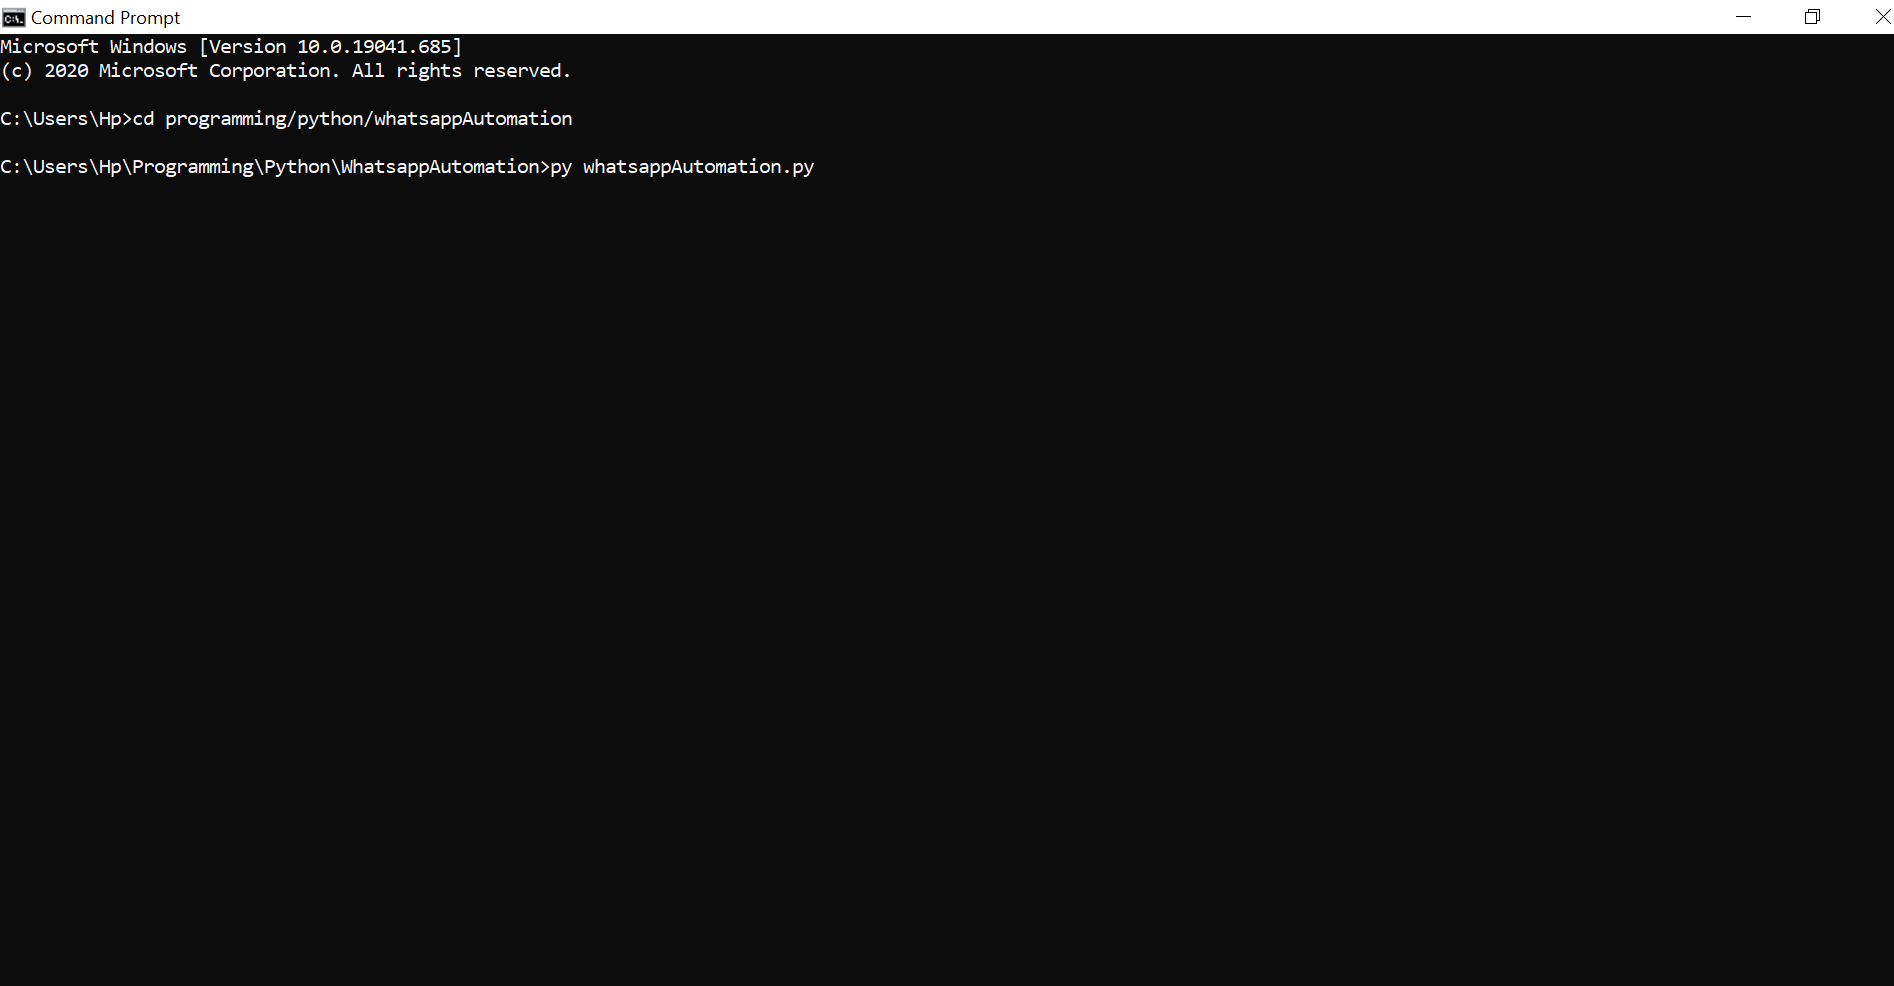 Command Prompt
Microsoft Windows [Version 10.0.19041.685]
(c) 2020 Microsoft Corporation. All rights reserved.
C:\Users\Hp>cd programming/python/whatsappAutomation
C:\Users\Hp\Programming\Python\WhatsappAutomation>py whatsappAutomation.py